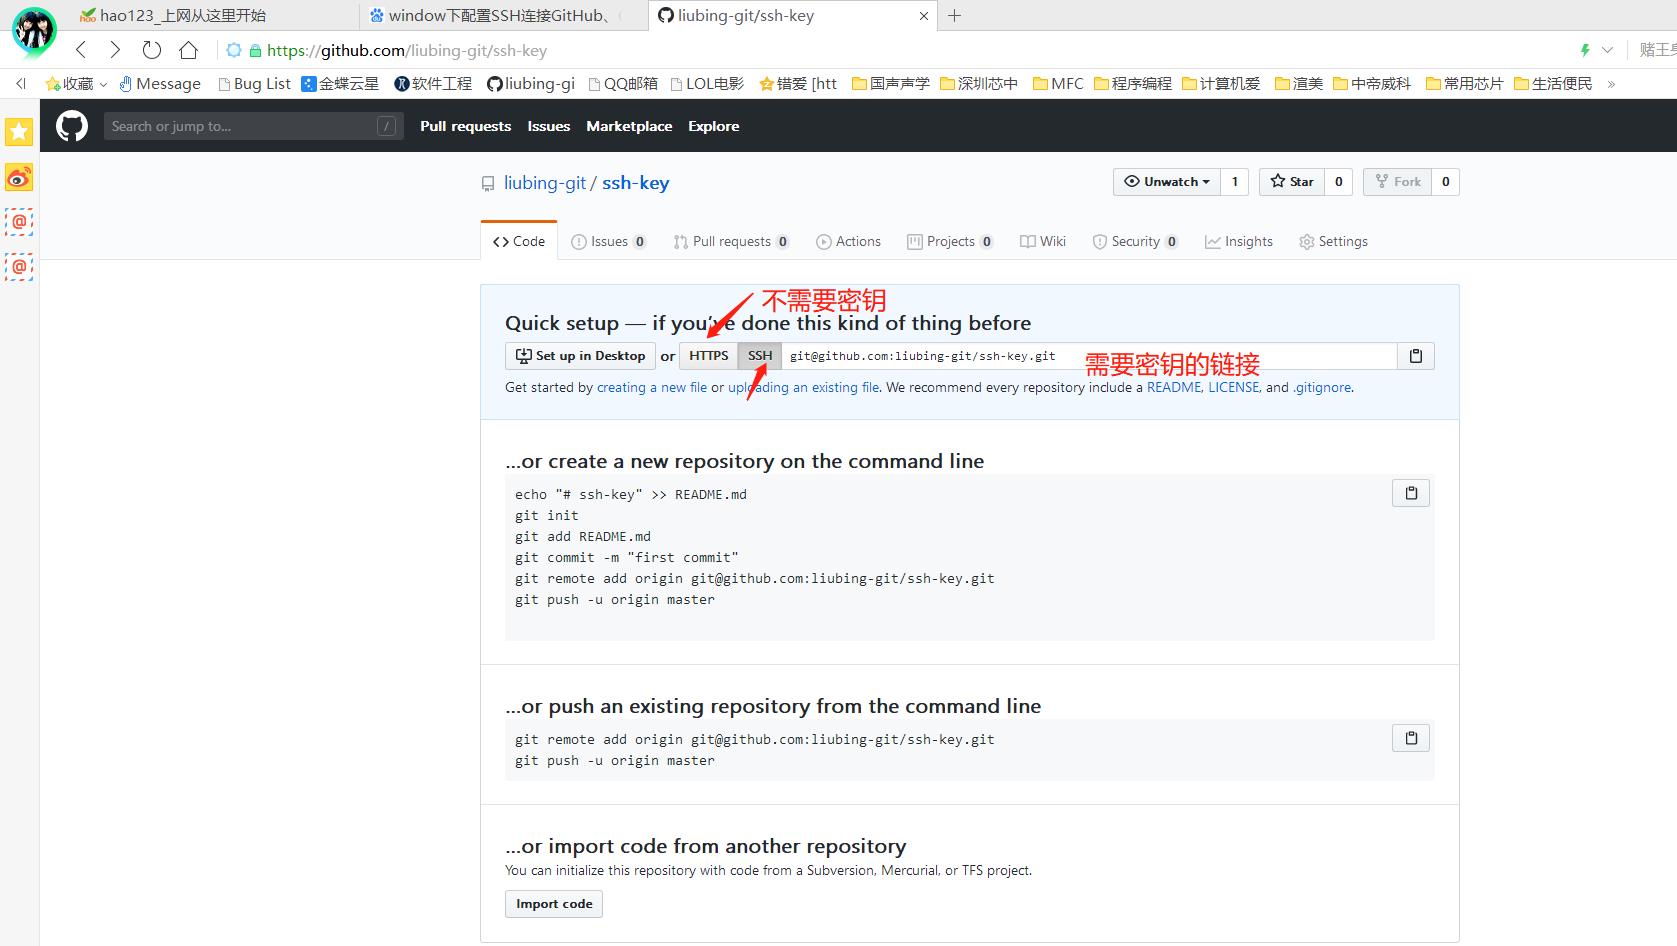 hao123_上网从这里开始
window下配置SSH连接GitHub、
liubing-git/ssh-key
https://github.com/liubing-git/ssh-key
收藏
Message
Bug List
金蝶云星
软件工程
liubing-gi
QQ邮箱
LOL电影
错爱 [htt
国声声学
深圳芯中
MFC
程序编程
计算机爱
渲美
中帝威科
常用芯片
生活便民
»
Search or jump to...
/
Pull requests
Issues
Marketplace
Explore
liubing-git / ssh-key
Unwatch
1
Star
0
Fork
0
Code
Issues 0
Pull requests 0
Actions
Projects 0
Wiki
Security 0
Insights
Settings
不需要密钥
Quick setup — if you've done this kind of thing before
Set up in Desktop or HTTPS SSH git@github.com:liubing-git/ssh-key.git
需要密钥的链接
Get started by creating a new file or uploading an existing file. We recommend every repository include a README, LICENSE, and .gitignore.
…or create a new repository on the command line
echo "# ssh-key" >> README.md
git init
git add README.md
git commit -m "first commit"
git remote add origin git@github.com:liubing-git/ssh-key.git
git push -u origin master
…or push an existing repository from the command line
git remote add origin git@github.com:liubing-git/ssh-key.git
git push -u origin master
…or import code from another repository
You can initialize this repository with code from a Subversion, Mercurial, or TFS project.
Import code